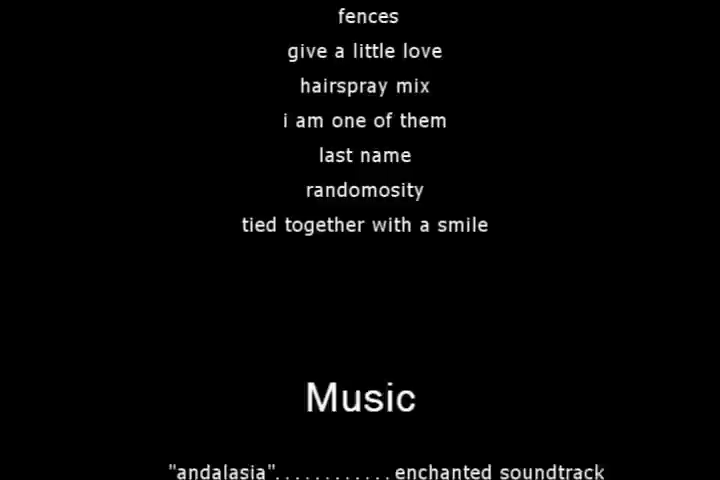 fences
give a little love
hairspray mix
i am one of them
last name
randomosity
tied together with a smile
Music
"andalasia"............enchanted soundtrack